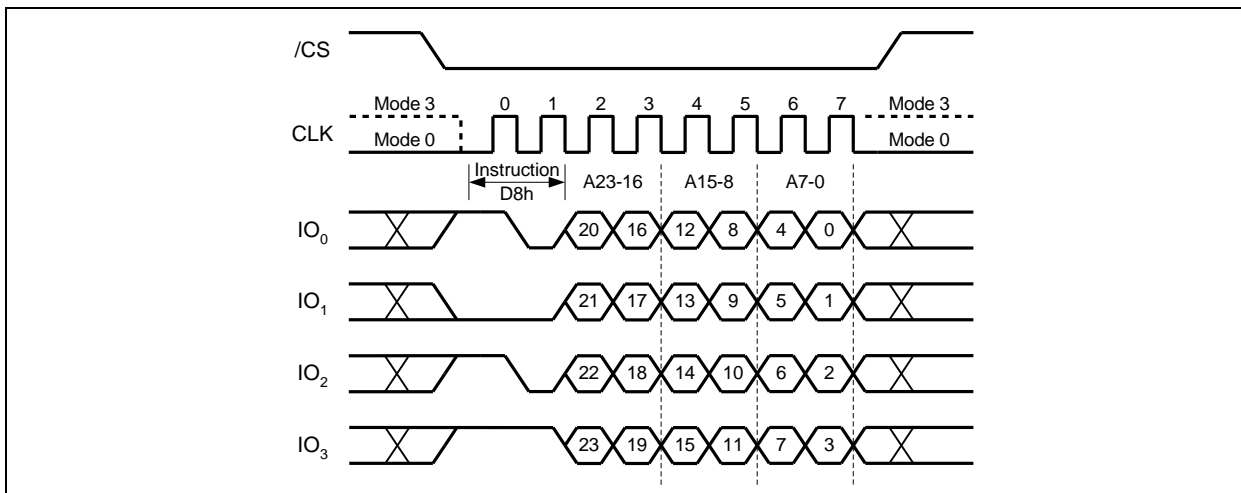 /CS
Mode 3 0 1 2 3 4 5 6 7 Mode 3
CLK
Mode 0 Mode 0
Instruction
D8h
A23-16 A15-8 A7-0
IO0 20 16 12 8 4 0
IO1 21 17 13 9 5 1
IO2 22 18 14 10 6 2
IO3 23 19 15 11 7 3